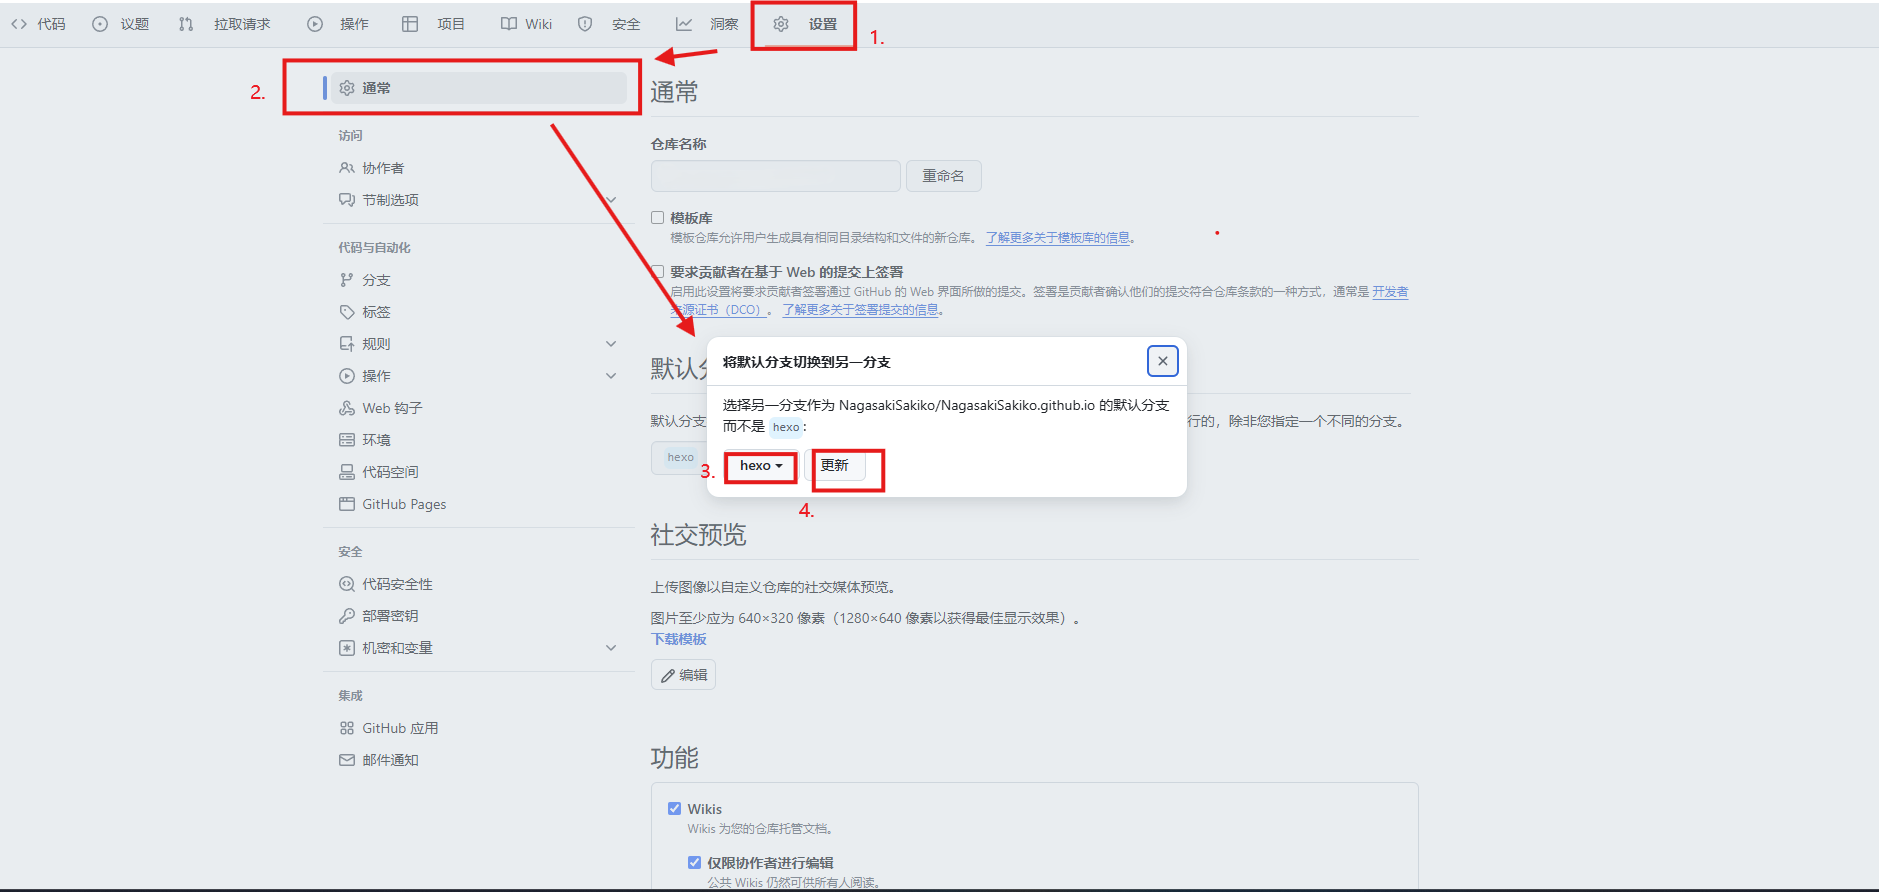 代码 议题 拉取请求 操作 项目 Wiki 安全 洞察 设置
1.
2.
通常
访问
协作者
节制选项
代码与自动化
分支
标签
规则
操作
Web 钩子
环境
代码空间
GitHub Pages
安全
代码安全性
部署密钥
机密和变量
集成
GitHub 应用
邮件通知
通常
仓库名称
重命名
模板库
模板仓库允许用户生成具有相同目录结构和文件的新仓库。 了解更多关于模板库的信息。
要求贡献者在基于 Web 的提交上签署
启用此设置将要求贡献者签署通过 GitHub 的 Web 界面所做的提交。签署是贡献者确认他们的提交符合仓库条款的一种方式，通常是 开发者
来源证书（DCO）。 了解更多关于签署提交的信息。
默认分
默认分支
行的，除非您指定一个不同的分支。
hexo
将默认分支切换到另一分支
选择另一分支作为 NagasakiSakiko/NagasakiSakiko.github.io 的默认分支
而不是 hexo:
3.
hexo
更新
4.
社交预览
上传图像以自定义仓库的社交媒体预览。
图片至少应为 640×320 像素（1280×640 像素以获得最佳显示效果）。
下载模板
编辑
功能
Wikis
Wikis 为您的仓库托管文档。
仅限协作者进行编辑
公共 Wikis 仍然可供所有人阅读。